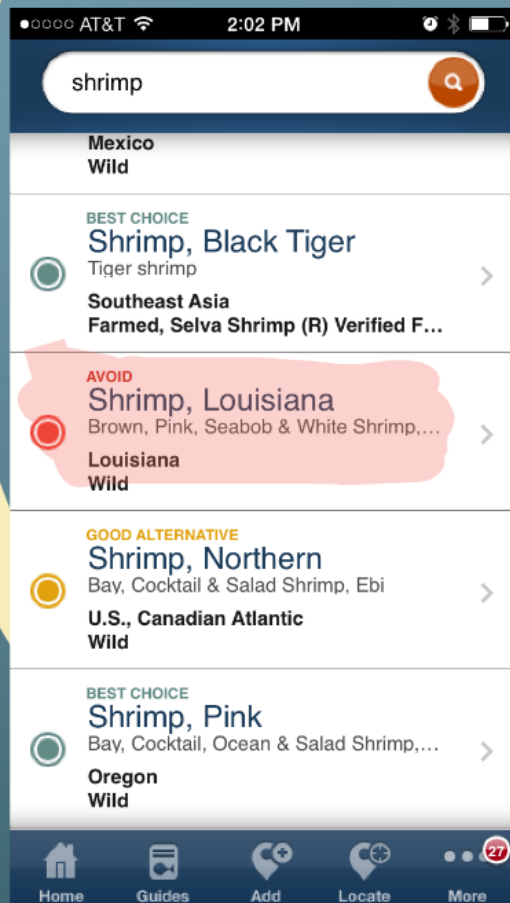 AT&T
2:02 PM
shrimp
Mexico
Wild
BEST CHOICE
Shrimp, Black Tiger
Tiger shrimp
Southeast Asia
Farmed, Selva Shrimp (R) Verified F...
AVOID
Shrimp, Louisiana
Brown, Pink, Seabob & White Shrimp,...
Louisiana
Wild
GOOD ALTERNATIVE
Shrimp, Northern
Bay, Cocktail & Salad Shrimp, Ebi
U.S., Canadian Atlantic
Wild
BEST CHOICE
Shrimp, Pink
Bay, Cocktail, Ocean & Salad Shrimp,...
Oregon
Wild
27
Home Guides Add Locate More